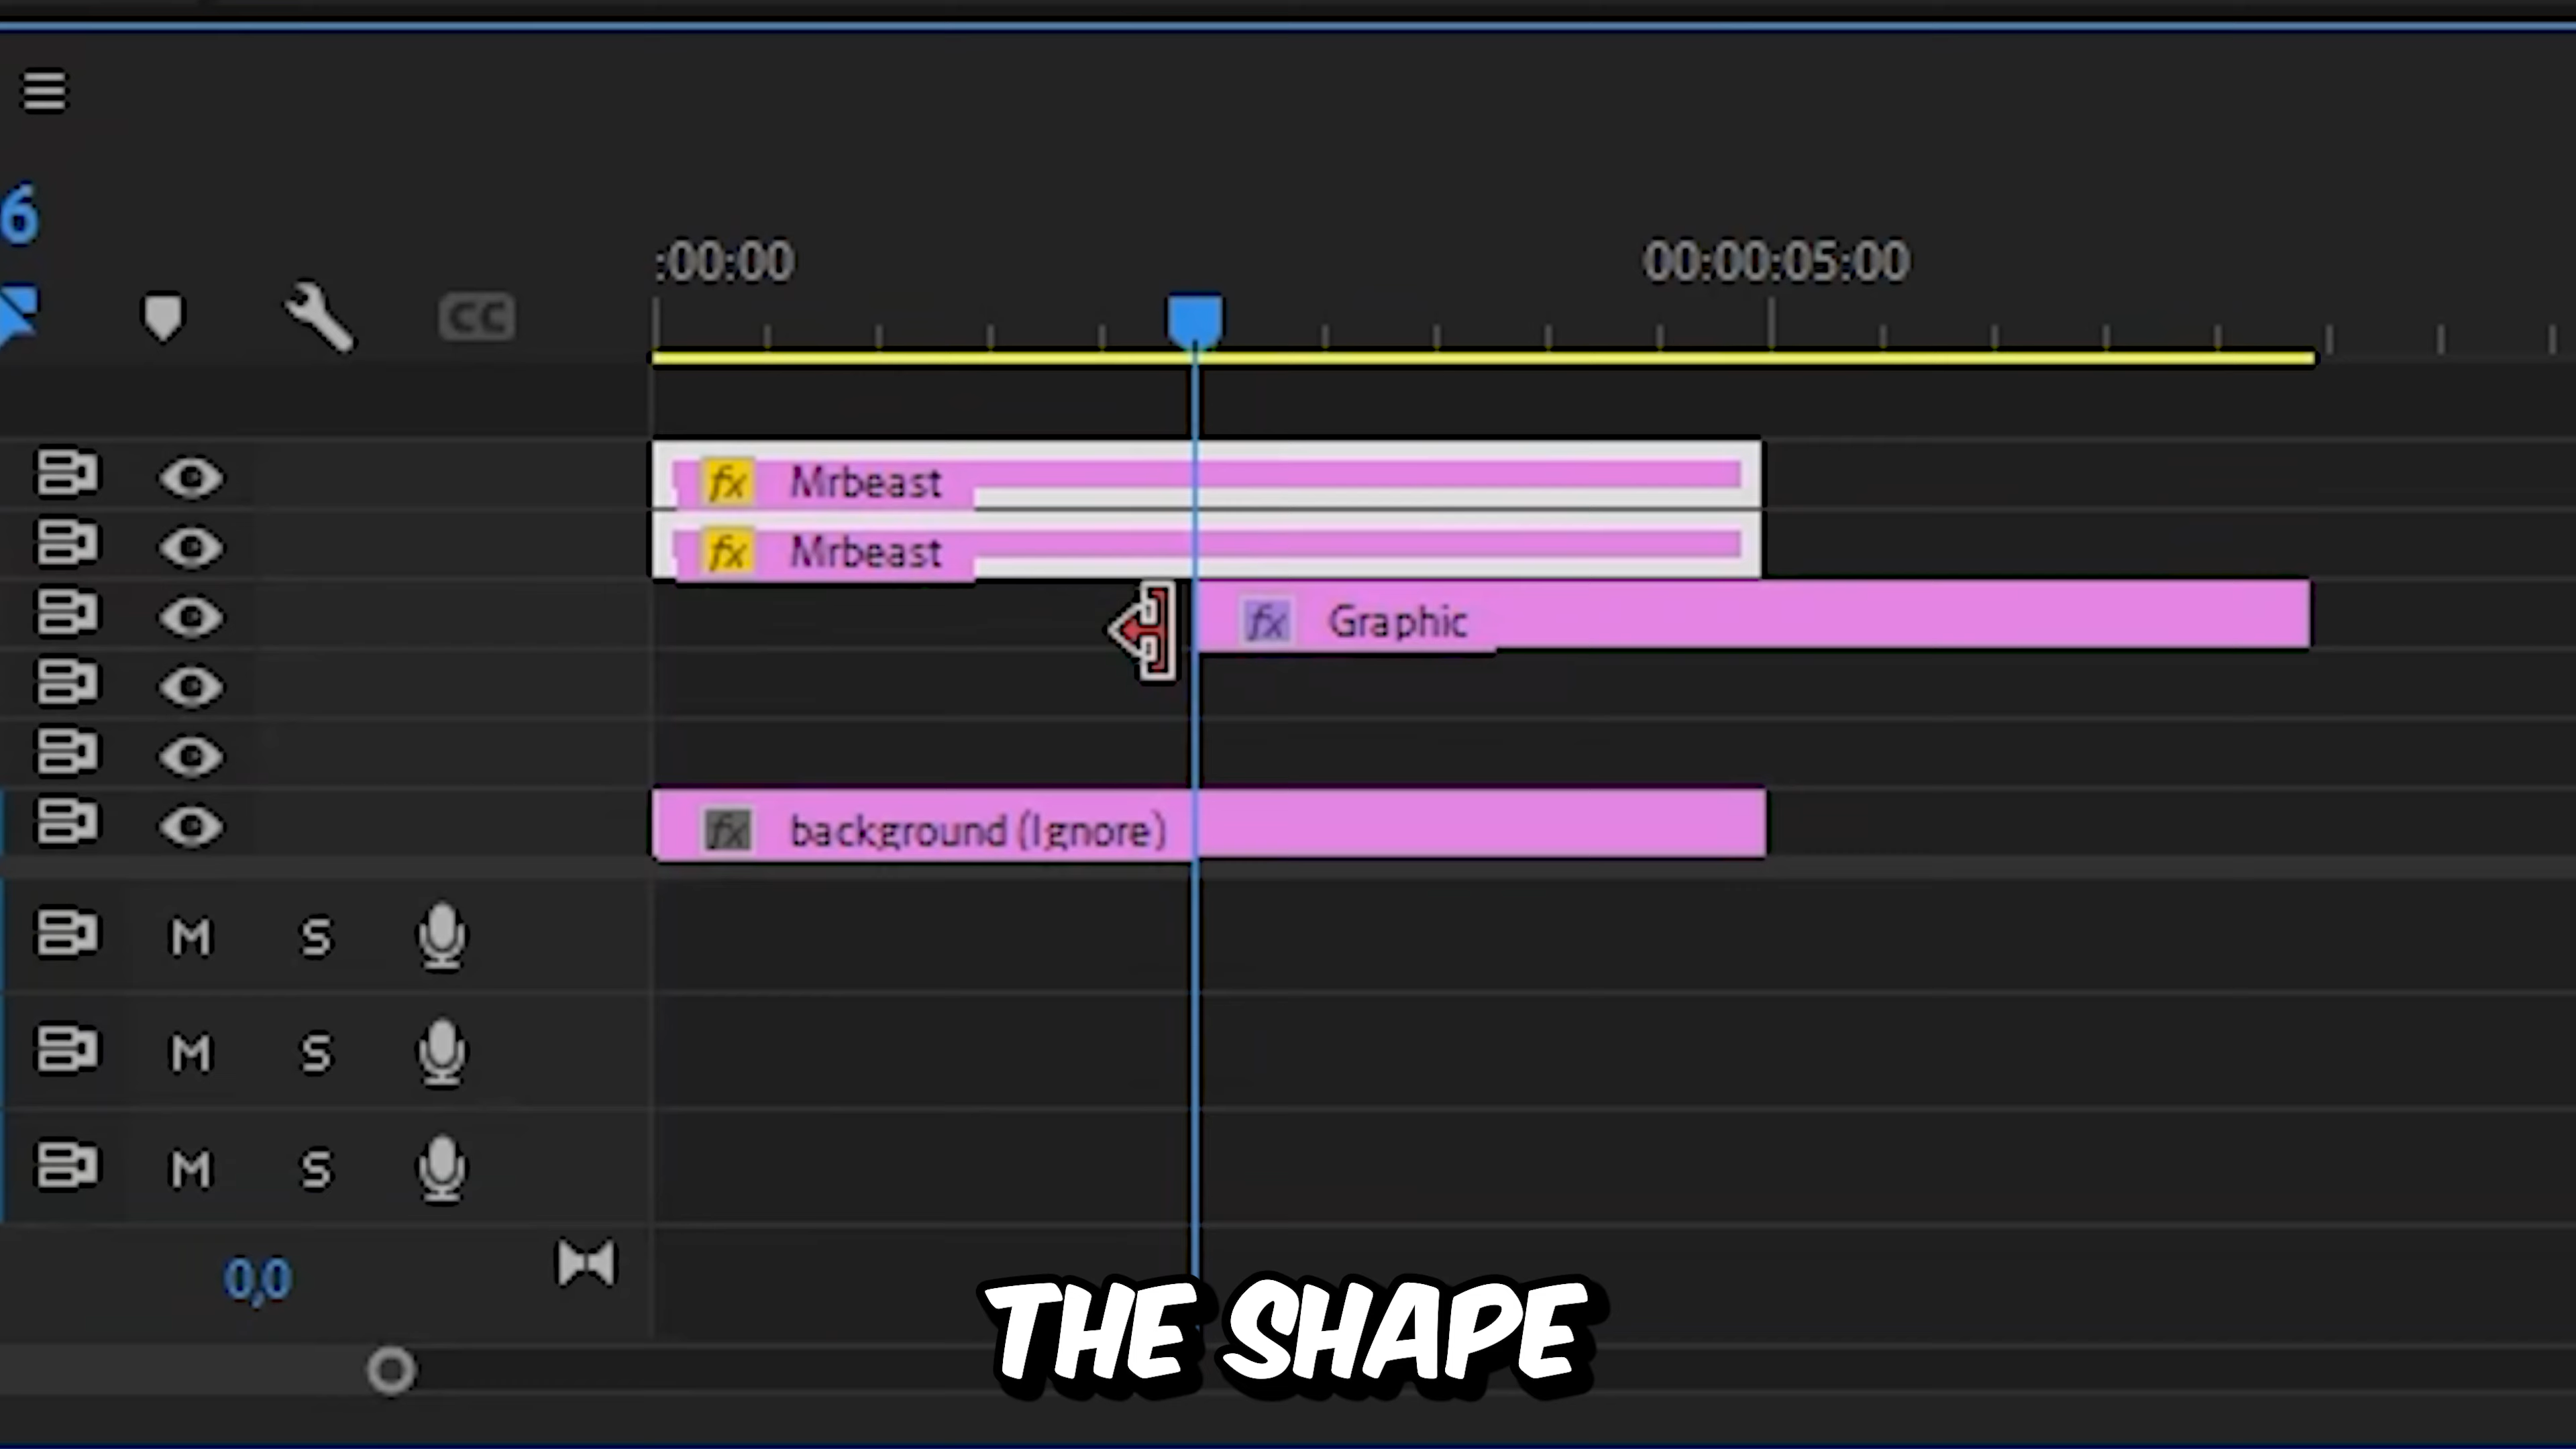 6
:00:00 00:00:05:00
CC
fx Mrbeast
fx Mrbeast
fx Graphic
fx background (Ignore)
M S
M S
M S
0,0
THE SHAPE